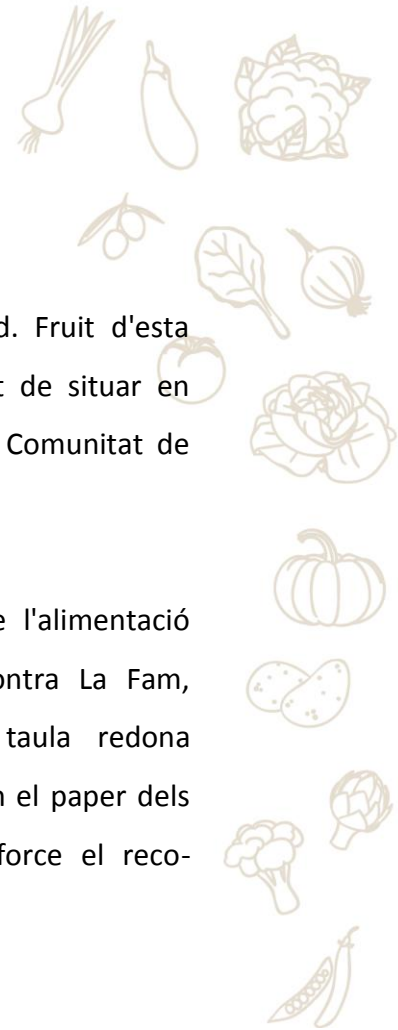 d. Fruit d'esta
t de situar en
Comunitat de
e l'alimentació
ontra La Fam,
taula redona
n el paper dels
force el reco-